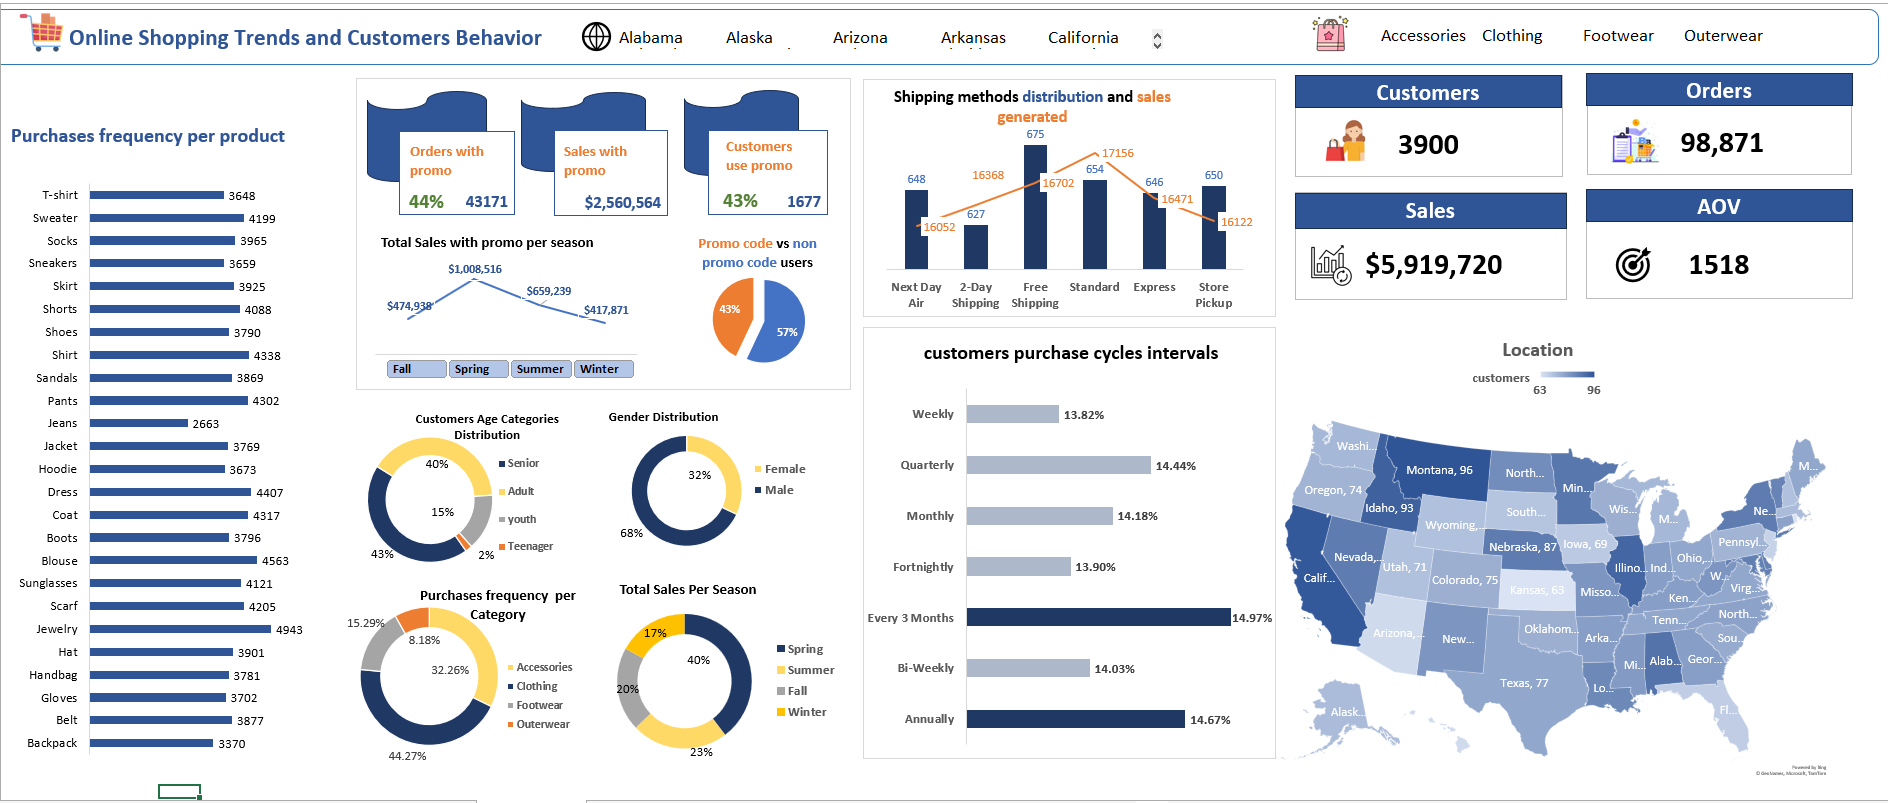 Online Shopping Trends and Customers Behavior
Alabama
Alaska
Arizona
Arkansas
California
Accessories
Clothing
Footwear
Outerwear
Purchases frequency per product
T-shirt 3648
Sweater 4199
Socks 3965
Sneakers 3659
Skirt 3925
Shorts 4088
Shoes 3790
Shirt 4338
Sandals 3869
Pants 4302
Jeans 2663
Jacket 3769
Hoodie 3673
Dress 4407
Coat 4317
Boots 3796
Blouse 4563
Sunglasses 4121
Scarf 4205
Jewelry 4943
Hat 3901
Handbag 3781
Gloves 3702
Belt 3877
Backpack 3370
Orders with
promo
44% 43171
Sales with
promo
$2,560,564
Customers
use promo
43% 1677
Total Sales with promo per season
$474,938
$1,008,516
$659,239
$417,871
Fall
Spring
Summer
Winter
Promo code vs non
promo code users
43%
57%
Customers Age Categories
Distribution
40%
15%
43%
2%
Senior
Adult
youth
Teenager
Gender Distribution
32%
68%
Female
Male
Purchases frequency per
Category
15.29%
8.18%
32.26%
44.27%
Accessories
Clothing
Footwear
Outerwear
Total Sales Per Season
17%
40%
20%
23%
Spring
Summer
Fall
Winter
Shipping methods distribution and sales
generated
648
627
675
654
646
650
16052
16368
16702
17156
16471
16122
Next Day
Air
2-Day
Shipping
Free
Shipping
Standard
Express
Store
Pickup
customers purchase cycles intervals
Weekly 13.82%
Quarterly 14.44%
Monthly 14.18%
Fortnightly 13.90%
Every 3 Months 14.97%
Bi-Weekly 14.03%
Annually 14.67%
Customers
3900
Orders
98,871
Sales
$5,919,720
AOV
1518
Location
customers
63 96
Washi...
Montana, 96
North...
Min...
M...
Oregon, 74
Idaho, 93
South...
Wis...
M...
Ne...
Wyoming,...
Nebraska, 87
Iowa, 69
Pennsyl...
Nevada,...
Utah, 71
Colorado, 75
Illino...
Ind...
Ohio,...
Calif...
Kansas, 63
Misso...
W...
Virg...
Ken...
Arizona,...
New...
Oklahom...
Arka...
Tenn...
North...
Sou...
Mi...
Alab...
Geor...
Texas, 77
Lo...
Fl...
Alask...
Powered by Bing
© GeoNames, Microsoft, TomTom